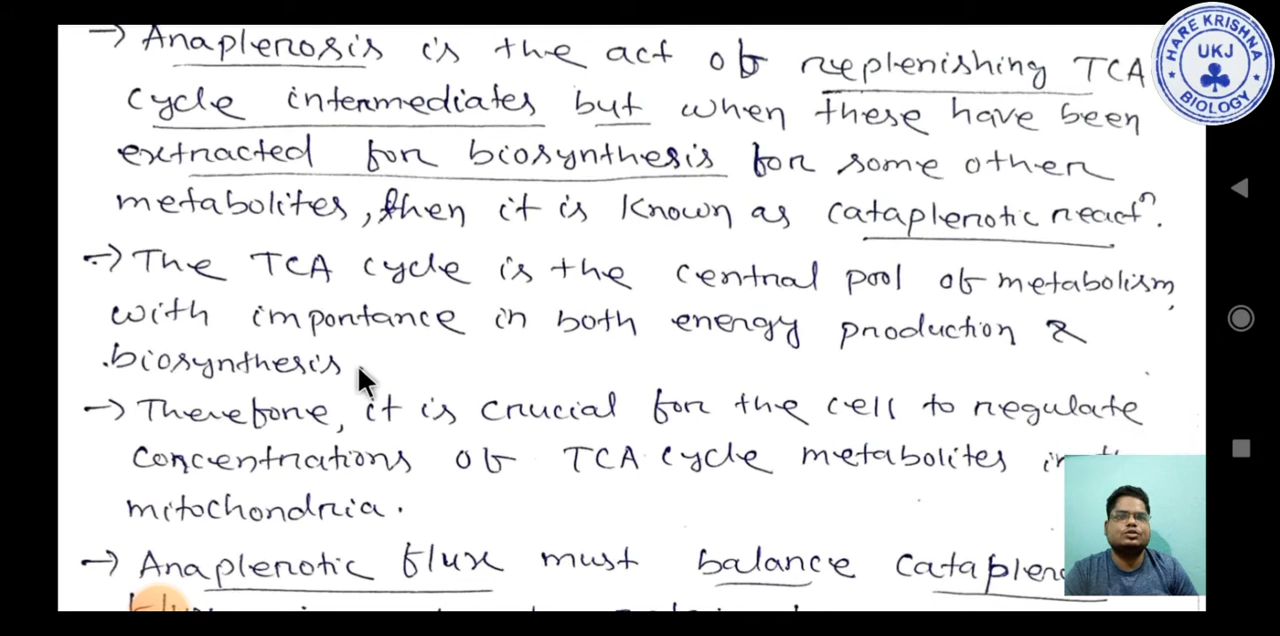 → Anaplerosis is the act of replenishing TCA
cycle intermediates but when these have been
extracted for biosynthesis for some other
metabolites, then it is known as cataplerotic reactⁿ.
→ The TCA cycle is the central pool of metabolism
with importance in both energy production &
biosynthesis
→ Therefore, it is crucial for the cell to regulate
concentrations of TCA cycle metabolites in
mitochondria.
→ Anaplerotic flux must balance
HARE KRISHNA
UKJ
BIOLOGY